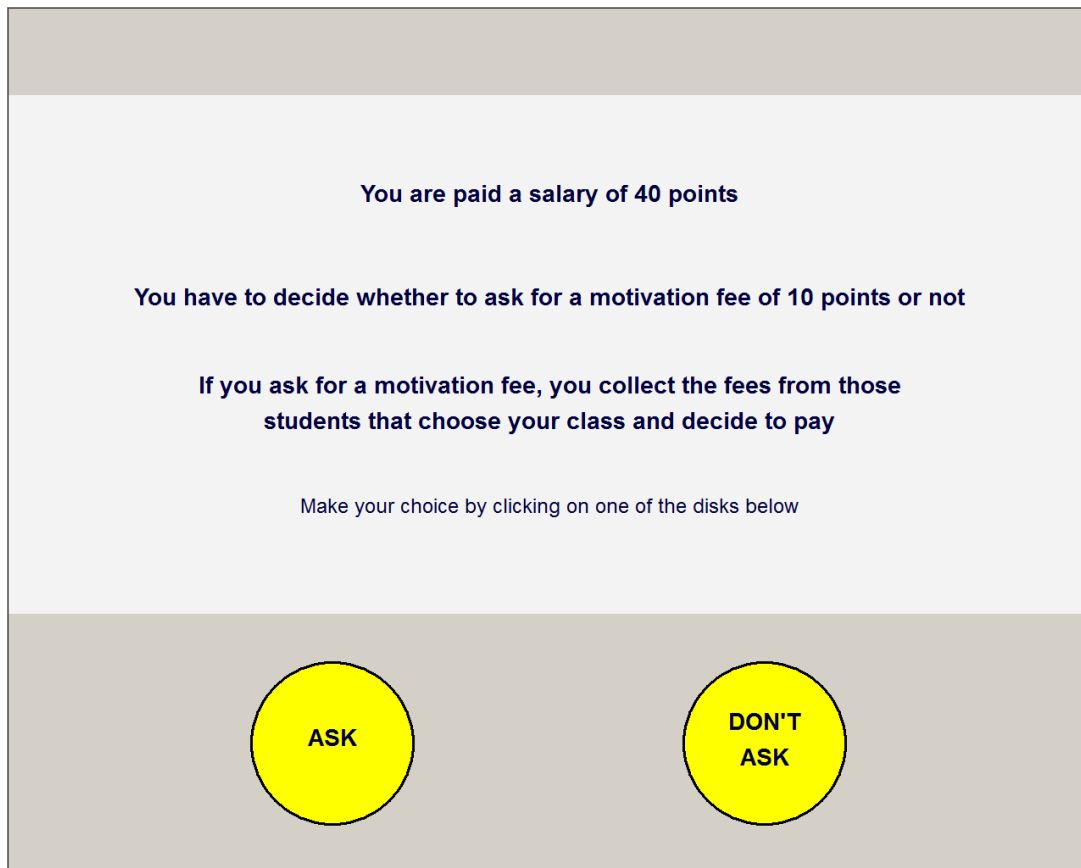 You are paid a salary of 40 points
You have to decide whether to ask for a motivation fee of 10 points or not
If you ask for a motivation fee, you collect the fees from those
students that choose your class and decide to pay
Make your choice by clicking on one of the disks below
ASK
DON'T
ASK